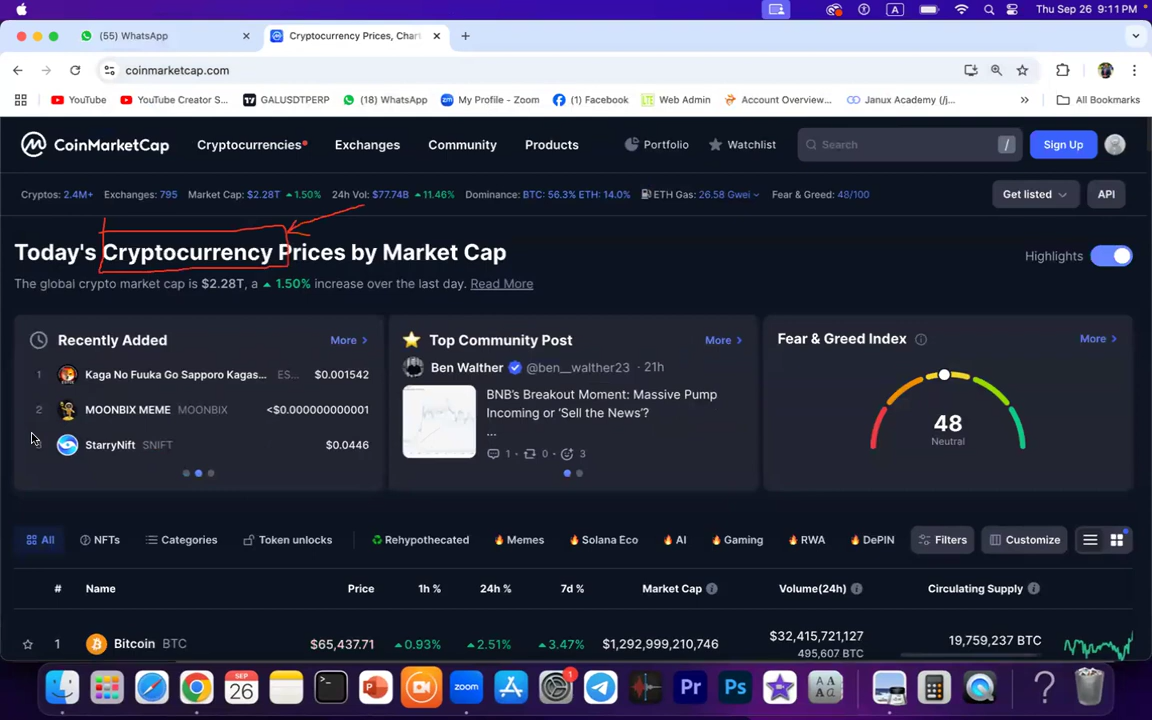 Thu Sep 26 9:11 PM
(55) WhatsApp
Cryptocurrency Prices, Char
coinmarketcap.com
YouTube
YouTube Creator S...
GALUSDTPERP
(18) WhatsApp
My Profile - Zoom
(1) Facebook
LTE Web Admin
Account Overview...
Janux Academy (/j...
All Bookmarks
CoinMarketCap
Cryptocurrencies
Exchanges
Community
Products
Portfolio
Watchlist
Search /
Sign Up
Cryptos: 2.4M+ Exchanges: 795 Market Cap: $2.28T 1.50% 24h Vol: $77.74B 11.46% Dominance: BTC: 56.3% ETH: 14.0% ETH Gas: 26.58 Gwei Fear & Greed: 48/100
Get listed
API
Today's Cryptocurrency Prices by Market Cap
Highlights
The global crypto market cap is $2.28T, a 1.50% increase over the last day. Read More
Recently Added More
1 Kaga No Fuuka Go Sapporo Kagas... ES... $0.001542
2 MOONBIX MEME MOONBIX <$0.000000000001
StarryNift SNIFT $0.0446
Top Community Post More
Ben Walther @ben__walther23 · 21h
BNB's Breakout Moment: Massive Pump
Incoming or 'Sell the News'?
...
1 · 0 · 3
Fear & Greed Index More
48
Neutral
All
NFTs
Categories
Token unlocks
Rehypothecated
Memes
Solana Eco
AI
Gaming
RWA
DePIN
Filters
Customize
# Name Price 1h % 24h % 7d % Market Cap Volume(24h) Circulating Supply
1 Bitcoin BTC $65,437.71 0.93% 2.51% 3.47% $1,292,999,210,746 $32,415,721,127 19,759,237 BTC
495,607 BTC
SEP
26
zoom
1
Pr
Ps